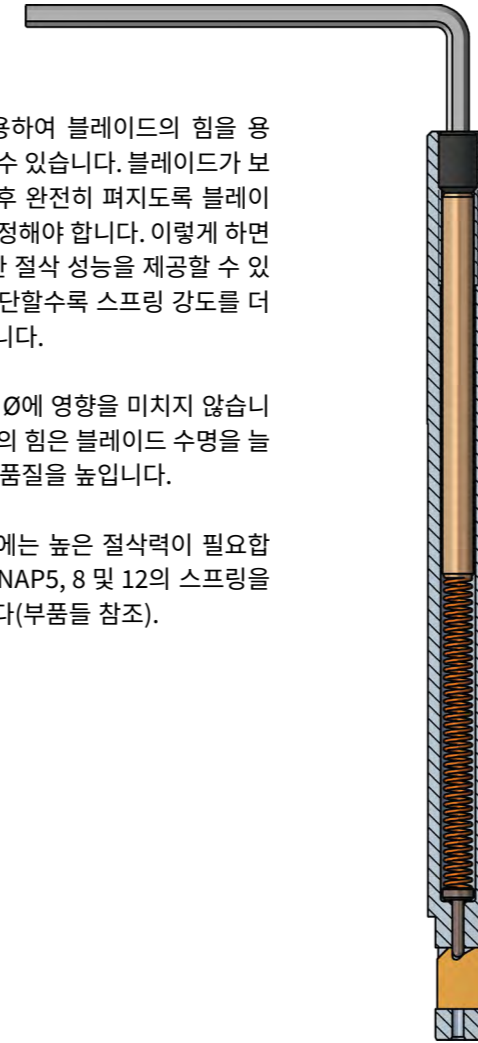 용하여 블레이드의 힘을 용
수 있습니다. 블레이드가 보
후 완전히 펴지도록 블레이
정해야 합니다. 이렇게 하면
한 절삭 성능을 제공할 수 있
단할수록 스프링 강도를 더
니다.
Ø에 영향을 미치지 않습니
의 힘은 블레이드 수명을 늘
품질을 높입니다.
에는 높은 절삭력이 필요합
NAP5, 8 및 12의 스프링을
다(부품들 참조).